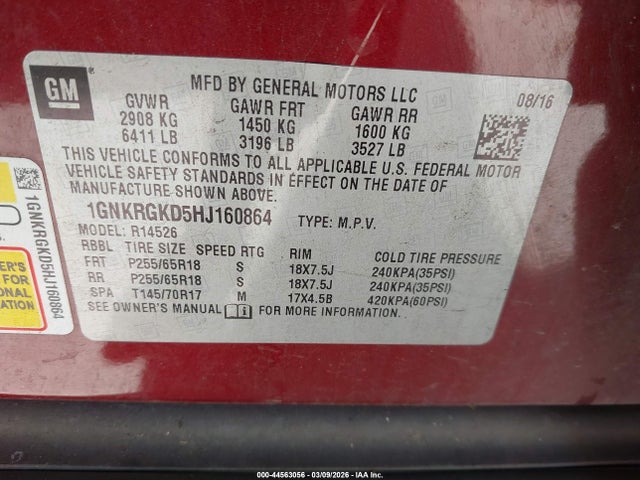 GM
MFD BY GENERAL MOTORS LLC
08/16
GVWR GAWR FRT GAWR RR
2908 KG 1450 KG 1600 KG
6411 LB 3196 LB 3527 LB
THIS VEHICLE CONFORMS TO ALL APPLICABLE U.S. FEDERAL MOTOR
VEHICLE SAFETY STANDARDS IN EFFECT ON THE DATE OF
MANUFACTURE SHOWN ABOVE.
1GNKRGKD5HJ160864 TYPE: M.P.V.
MODEL: R14526
RBBL TIRE SIZE SPEED RTG RIM COLD TIRE PRESSURE
FRT P255/65R18 S 18X7.5J 240KPA(35PSI)
RR P255/65R18 S 18X7.5J 240KPA(35PSI)
SPA T145/70R17 M 17X4.5B 420KPA(60PSI)
SEE OWNER'S MANUAL FOR MORE INFORMATION.
1GNKRGKD5HJ160864
ER'S
FOR
ONAL
ATION
000-44563056 - 03/09/2026 - IAA Inc.